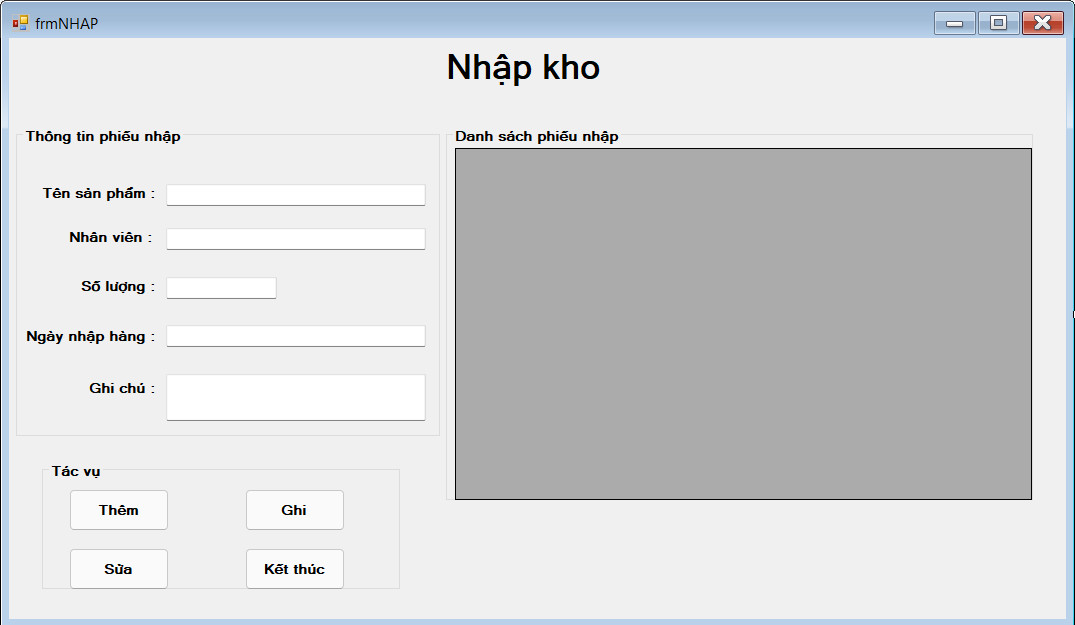 frmNHAP
Nhập kho
Thông tin phiếu nhập
Tên sản phẩm :
Nhân viên :
Số lượng :
Ngày nhập hàng :
Ghi chú :
Danh sách phiếu nhập
Tác vụ
Thêm
Ghi
Sửa
Kết thúc